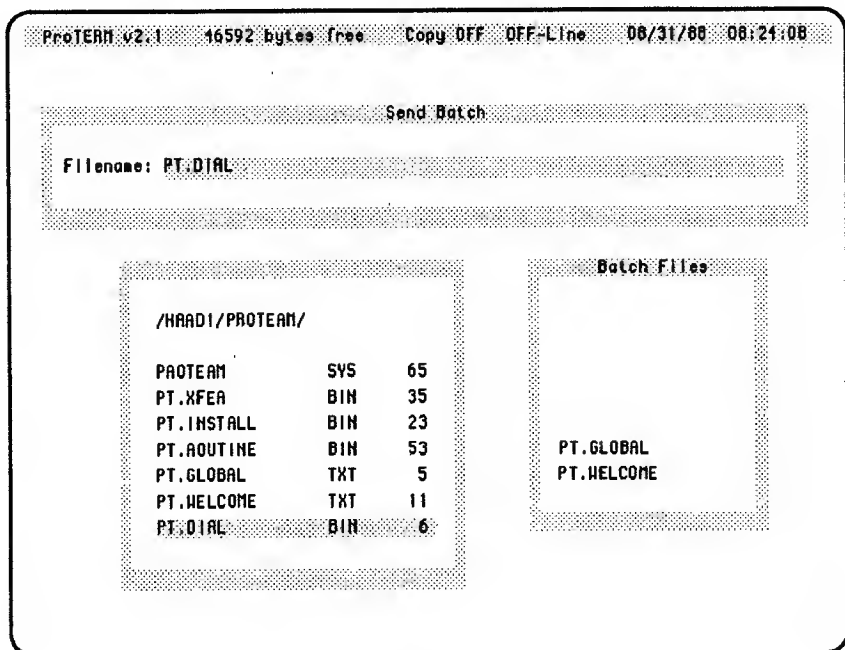 ProTERM v2.1 46592 bytes free Copy OFF OFF-Line 08/31/88 08:24:08
Send Batch
Filename: PT.DIAL
/HARD1/PROTERM/
PROTERM SYS 65
PT.XFER BIN 35
PT.INSTALL BIN 23
PT.ROUTINE BIN 53
PT.GLOBAL TXT 5
PT.WELCOME TXT 11
PT.DIAL BIN 6
Batch Files
PT.GLOBAL
PT.WELCOME